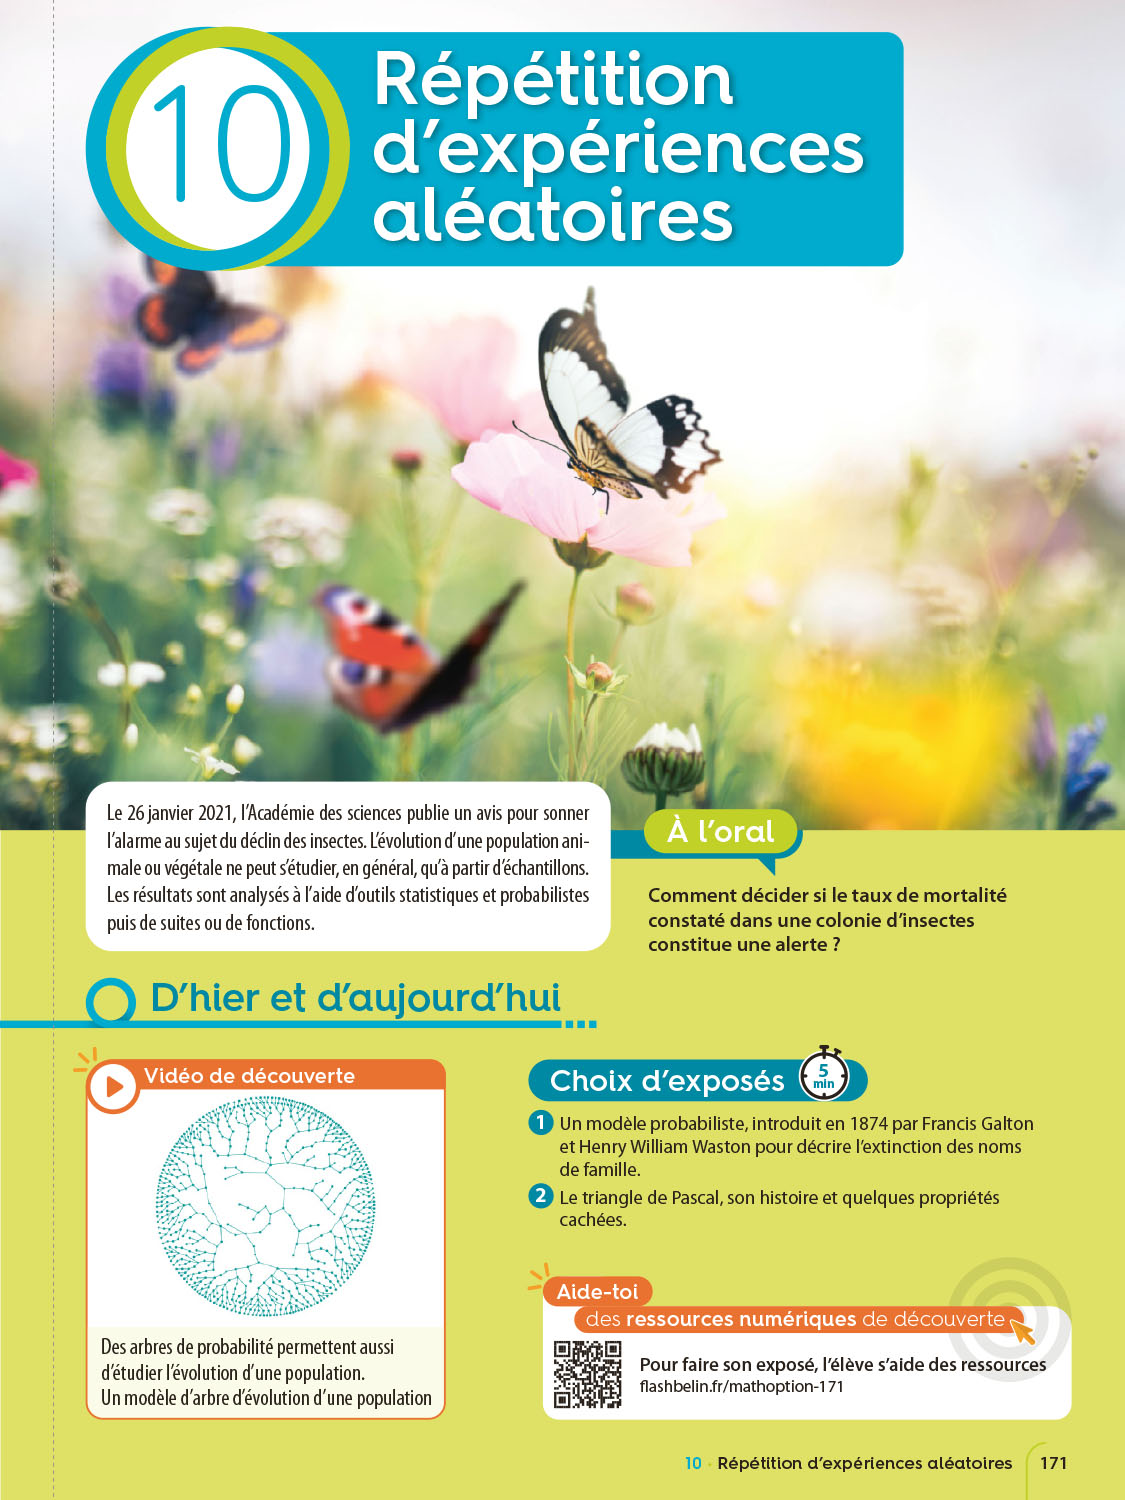 10
Répétition
d'expériences
aléatoires
Le 26 janvier 2021, l'Académie des sciences publie un avis pour sonner
l'alarme au sujet du déclin des insectes. L'évolution d'une population ani-
male ou végétale ne peut s'étudier, en général, qu'à partir d'échantillons.
Les résultats sont analysés à l'aide d'outils statistiques et probabilistes
puis de suites ou de fonctions.
À l'oral
Comment décider si le taux de mortalité
constaté dans une colonie d'insectes
constitue une alerte ?
D'hier et d'aujourd'hui
Vidéo de découverte
Des arbres de probabilité permettent aussi
d'étudier l'évolution d'une population.
Un modèle d'arbre d'évolution d'une population
Choix d'exposés
5
min
1 Un modèle probabiliste, introduit en 1874 par Francis Galton
et Henry William Waston pour décrire l'extinction des noms
de famille.
2 Le triangle de Pascal, son histoire et quelques propriétés
cachées.
Aide-toi
des ressources numériques de découverte
Pour faire son exposé, l'élève s'aide des ressources
flashbelin.fr/mathoption-171
10 · Répétition d'expériences aléatoires 171